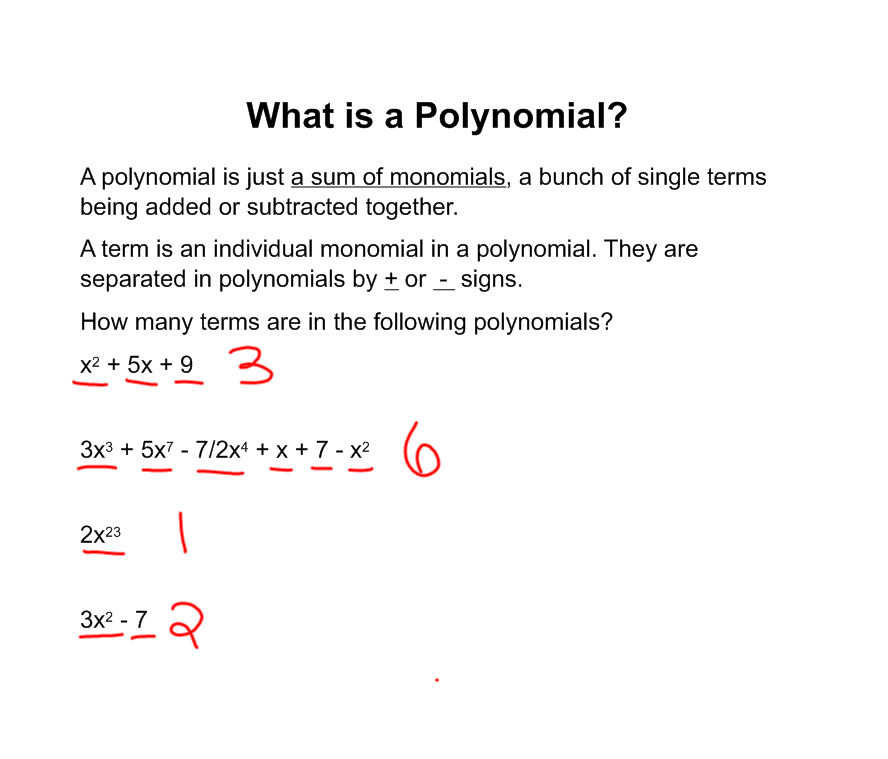 What is a Polynomial?
A polynomial is just a sum of monomials, a bunch of single terms
being added or subtracted together.
A term is an individual monomial in a polynomial. They are
separated in polynomials by + or - signs.
How many terms are in the following polynomials?
x² + 5x + 9 3
3x³ + 5x⁷ - 7/2x⁴ + x + 7 - x² 6
2x²³ 1
3x² - 7 2